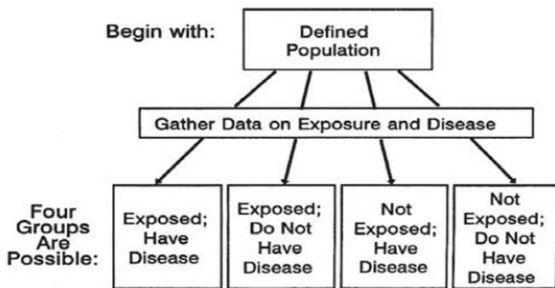 Begin with:
Defined
Population
Gather Data on Exposure and Disease
Four
Groups
Are
Possible:
Exposed;
Have
Disease
Exposed;
Do Not
Have
Disease
Not
Exposed;
Have
Disease
Not
Exposed;
Do Not
Have
Disease